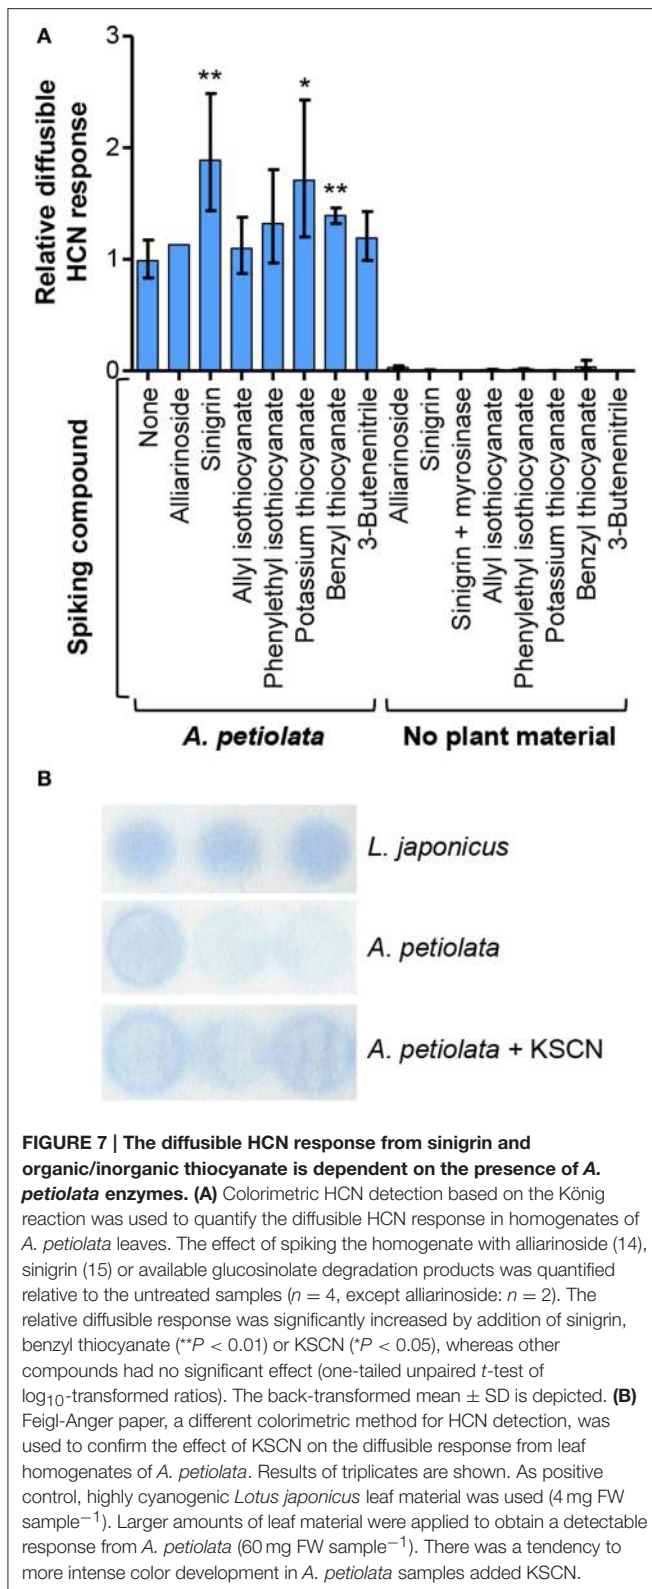 A
3
2
1
0
Relative diffusible
HCN response
**
*
**
Spiking compound
None
Alliarinoside
Sinigrin
Allyl isothiocyanate
Phenylethyl isothiocyanate
Potassium thiocyanate
Benzyl thiocyanate
3-Butenenitrile
Alliarinoside
Sinigrin
Sinigrin + myrosinase
Allyl isothiocyanate
Phenylethyl isothiocyanate
Potassium thiocyanate
Benzyl thiocyanate
3-Butenenitrile
A. petiolata
No plant material
B
L. japonicus
A. petiolata
A. petiolata + KSCN
FIGURE 7 | The diffusible HCN response from sinigrin and
organic/inorganic thiocyanate is dependent on the presence of A.
petiolata enzymes. (A) Colorimetric HCN detection based on the König
reaction was used to quantify the diffusible HCN response in homogenates of
A. petiolata leaves. The effect of spiking the homogenate with alliarinoside (14),
sinigrin (15) or available glucosinolate degradation products was quantified
relative to the untreated samples (n = 4, except alliarinoside: n = 2). The
relative diffusible response was significantly increased by addition of sinigrin,
benzyl thiocyanate (**P < 0.01) or KSCN (*P < 0.05), whereas other
compounds had no significant effect (one-tailed unpaired t-test of
log10-transformed ratios). The back-transformed mean ± SD is depicted. (B)
Feigl-Anger paper, a different colorimetric method for HCN detection, was
used to confirm the effect of KSCN on the diffusible response from leaf
homogenates of A. petiolata. Results of triplicates are shown. As positive
control, highly cyanogenic Lotus japonicus leaf material was used (4 mg FW
sample−1). Larger amounts of leaf material were applied to obtain a detectable
response from A. petiolata (60 mg FW sample−1). There was a tendency to
more intense color development in A. petiolata samples added KSCN.